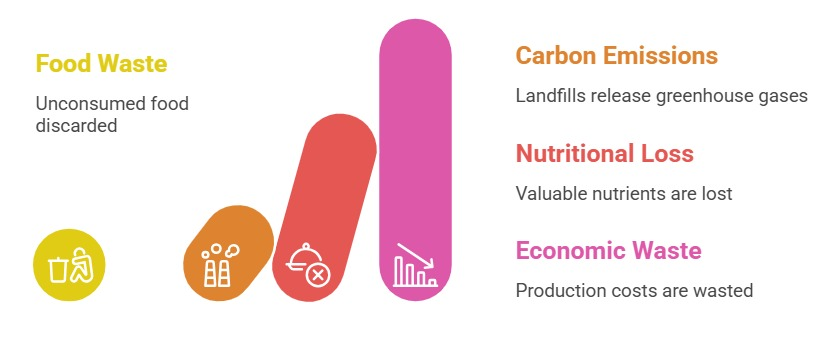 Food Waste
Unconsumed food
discarded
Carbon Emissions
Landfills release greenhouse gases
Nutritional Loss
Valuable nutrients are lost
Economic Waste
Production costs are wasted